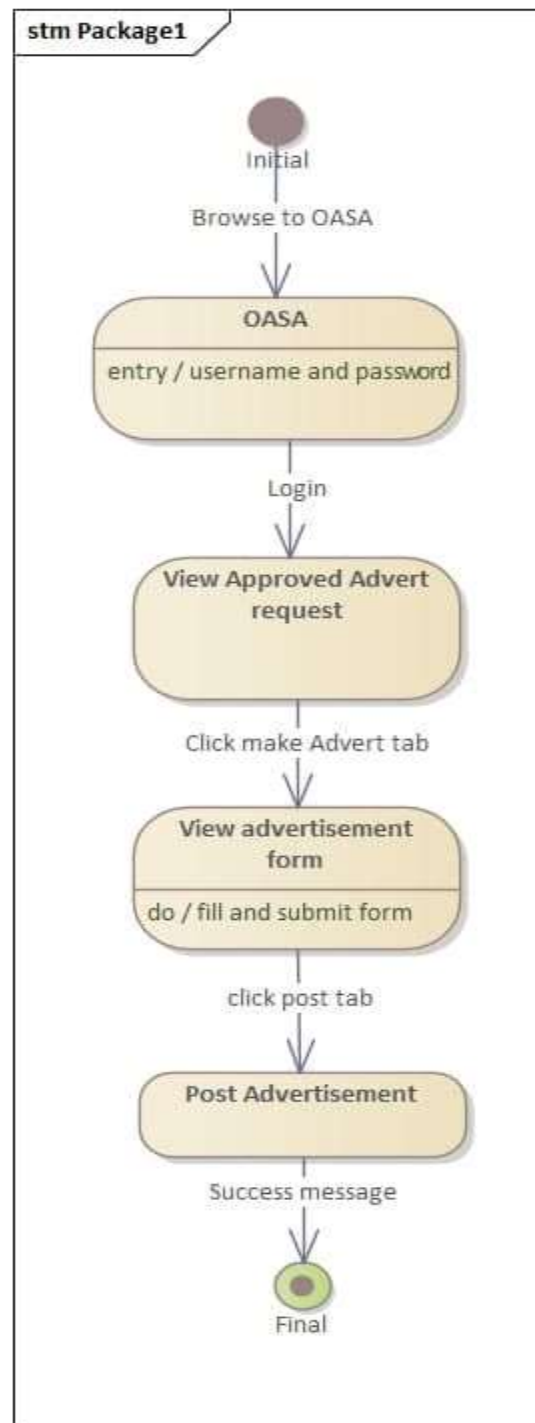 stm Package1
Initial
Browse to OASA
OASA
entry / username and password
Login
View Approved Advert
request
Click make Advert tab
View advertisement
form
do / fill and submit form
click post tab
Post Advertisement
Success message
Final